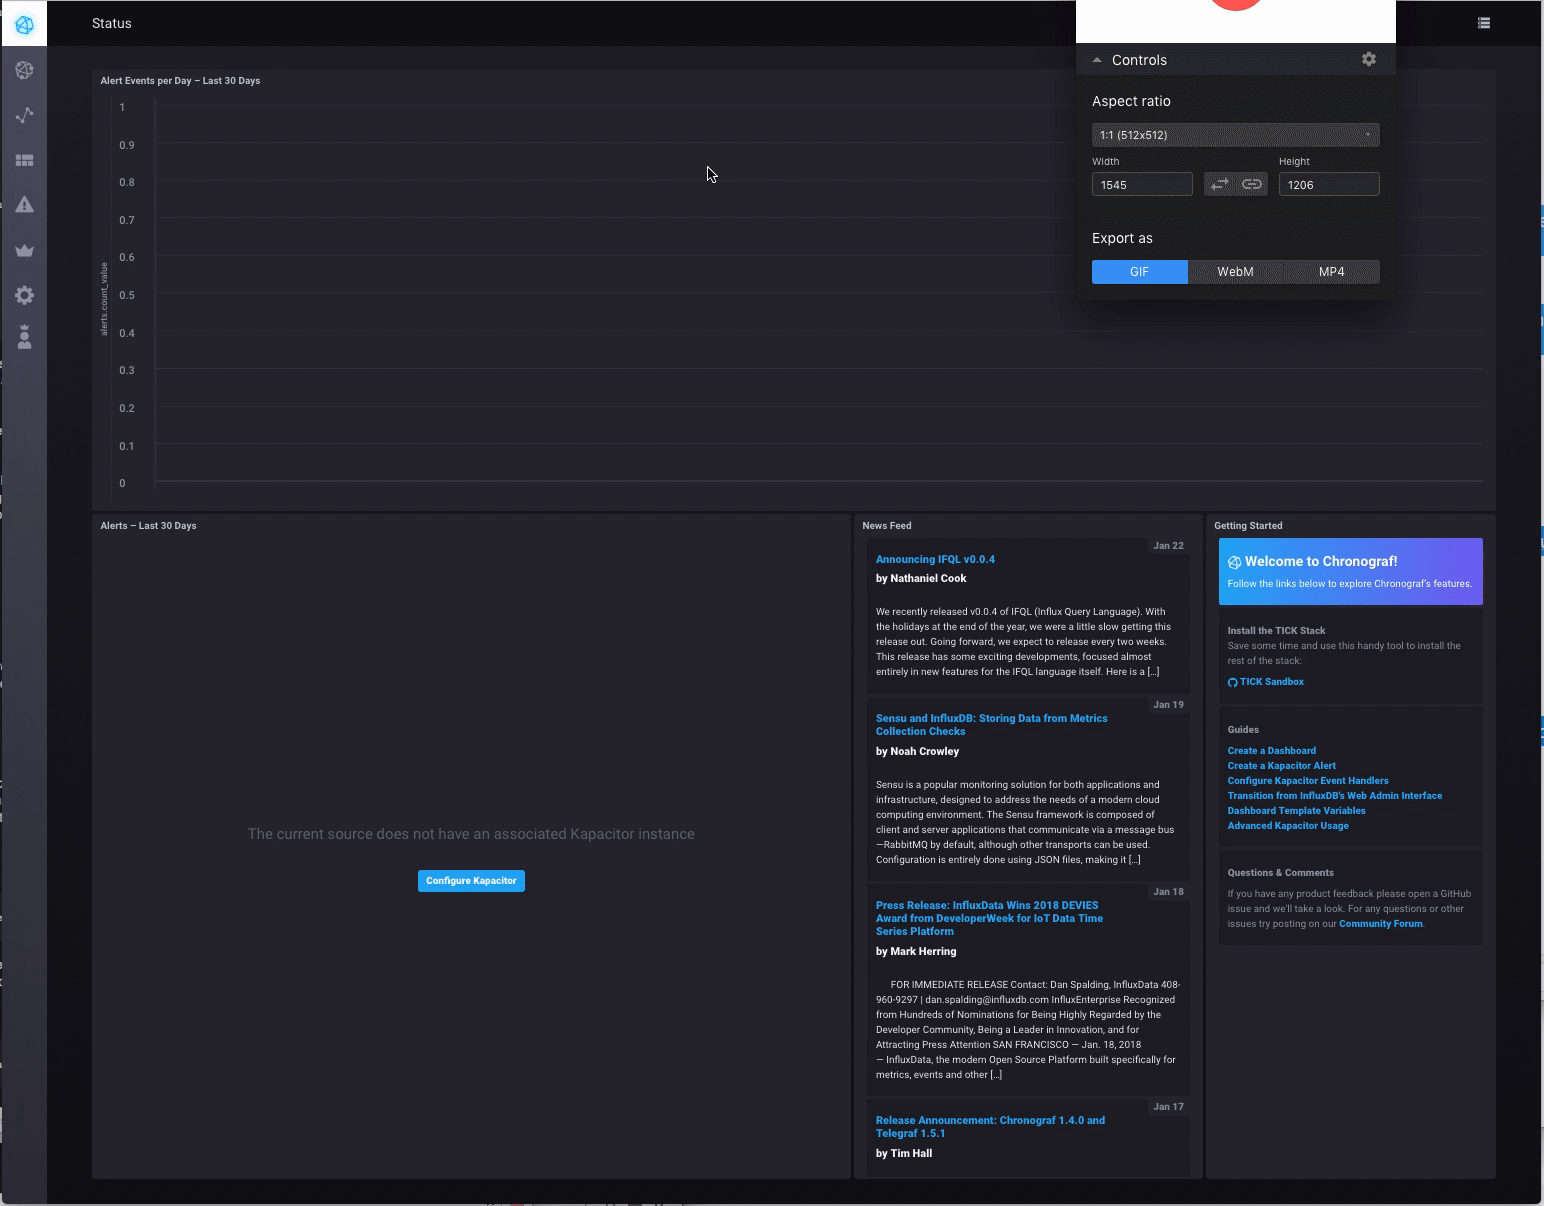 Status
Controls
Aspect ratio
1:1 (512x512)
Width
Height
1545
1206
Export as
GIF
WebM
MP4
Alert Events per Day – Last 30 Days
1
0.9
0.8
0.7
0.6
0.5
0.4
0.3
0.2
0.1
0
alerts.count_value
Alerts – Last 30 Days
The current source does not have an associated Kapacitor instance
Configure Kapacitor
News Feed
Jan 22
Announcing IFQL v0.0.4
by Nathaniel Cook
We recently released v0.0.4 of IFQL (Influx Query Language). With
the holidays at the end of the year, we were a little slow getting this
release out. Going forward, we expect to release every two weeks.
This release has some exciting developments, focused almost
entirely in new features for the IFQL language itself. Here is a [...]
Jan 19
Sensu and InfluxDB: Storing Data from Metrics
Collection Checks
by Noah Crowley
Sensu is a popular monitoring solution for both applications and
infrastructure, designed to address the needs of a modern cloud
computing environment. The Sensu framework is composed of
client and server applications that communicate via a message bus
—RabbitMQ by default, although other transports can be used.
Configuration is entirely done using JSON files, making it [...]
Jan 18
Press Release: InfluxData Wins 2018 DEVIES
Award from DeveloperWeek for IoT Data Time
Series Platform
by Mark Herring
FOR IMMEDIATE RELEASE Contact: Dan Spalding, InfluxData 408-
960-9297 | dan.spalding@influxdb.com InfluxEnterprise Recognized
from Hundreds of Nominations for Being Highly Regarded by the
Developer Community, Being a Leader in Innovation, and for
Attracting Press Attention SAN FRANCISCO — Jan. 18, 2018
— InfluxData, the modern Open Source Platform built specifically for
metrics, events and other [...]
Jan 17
Release Announcement: Chronograf 1.4.0 and
Telegraf 1.5.1
by Tim Hall
Getting Started
Welcome to Chronograf!
Follow the links below to explore Chronograf's features.
Install the TICK Stack
Save some time and use this handy tool to install the
rest of the stack:
TICK Sandbox
Guides
Create a Dashboard
Create a Kapacitor Alert
Configure Kapacitor Event Handlers
Transition from InfluxDB's Web Admin Interface
Dashboard Template Variables
Advanced Kapacitor Usage
Questions & Comments
If you have any product feedback please open a GitHub
issue and we'll take a look. For any questions or other
issues try posting on our Community Forum.